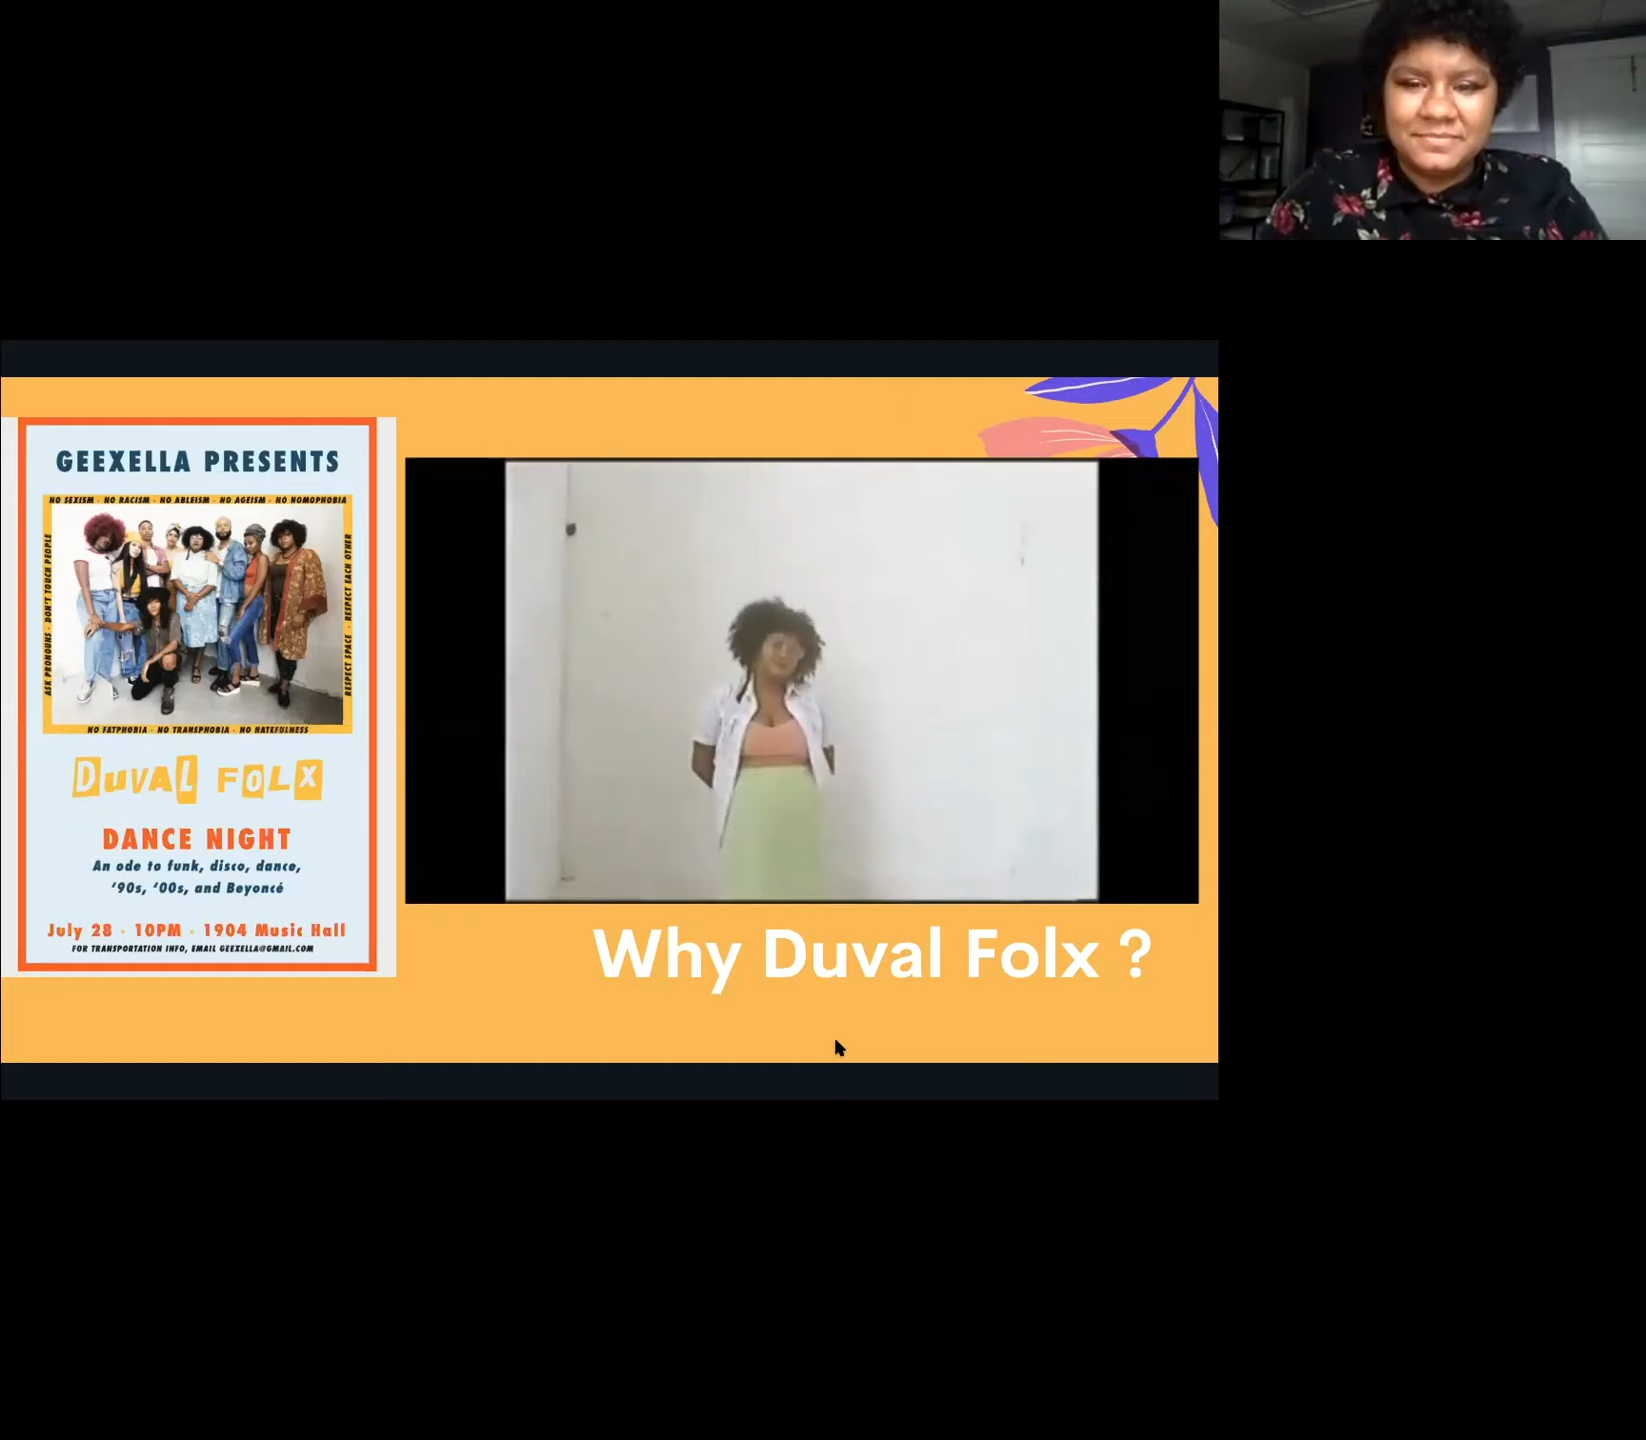 GEEXELLA PRESENTS
NO SEXISM · NO RACISM · NO ABLEISM · NO AGEISM · NO HOMOPHOBIA
ASK PRONOUNS · DON'T TOUCH PEOPLE
RESPECT SPACE · RESPECT EACH OTHER
NO FATPHOBIA · NO TRANSPHOBIA · NO HATEFULNESS
DUVAL FOLX
DANCE NIGHT
An ode to funk, disco, dance,
'90s, '00s, and Beyoncé
July 28 · 10PM · 1904 Music Hall
FOR TRANSPORTATION INFO, EMAIL GEEXELLA@GMAIL.COM
Why Duval Folx ?